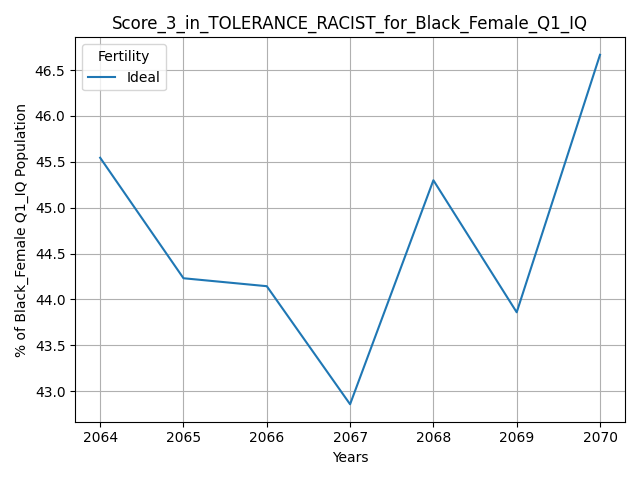 Score_3_in_TOLERANCE_RACIST_for_Black_Female_Q1_IQ
Fertility
Ideal
% of Black_Female Q1_IQ Population
46.5
46.0
45.5
45.0
44.5
44.0
43.5
43.0
2064 2065 2066 2067 2068 2069 2070
Years